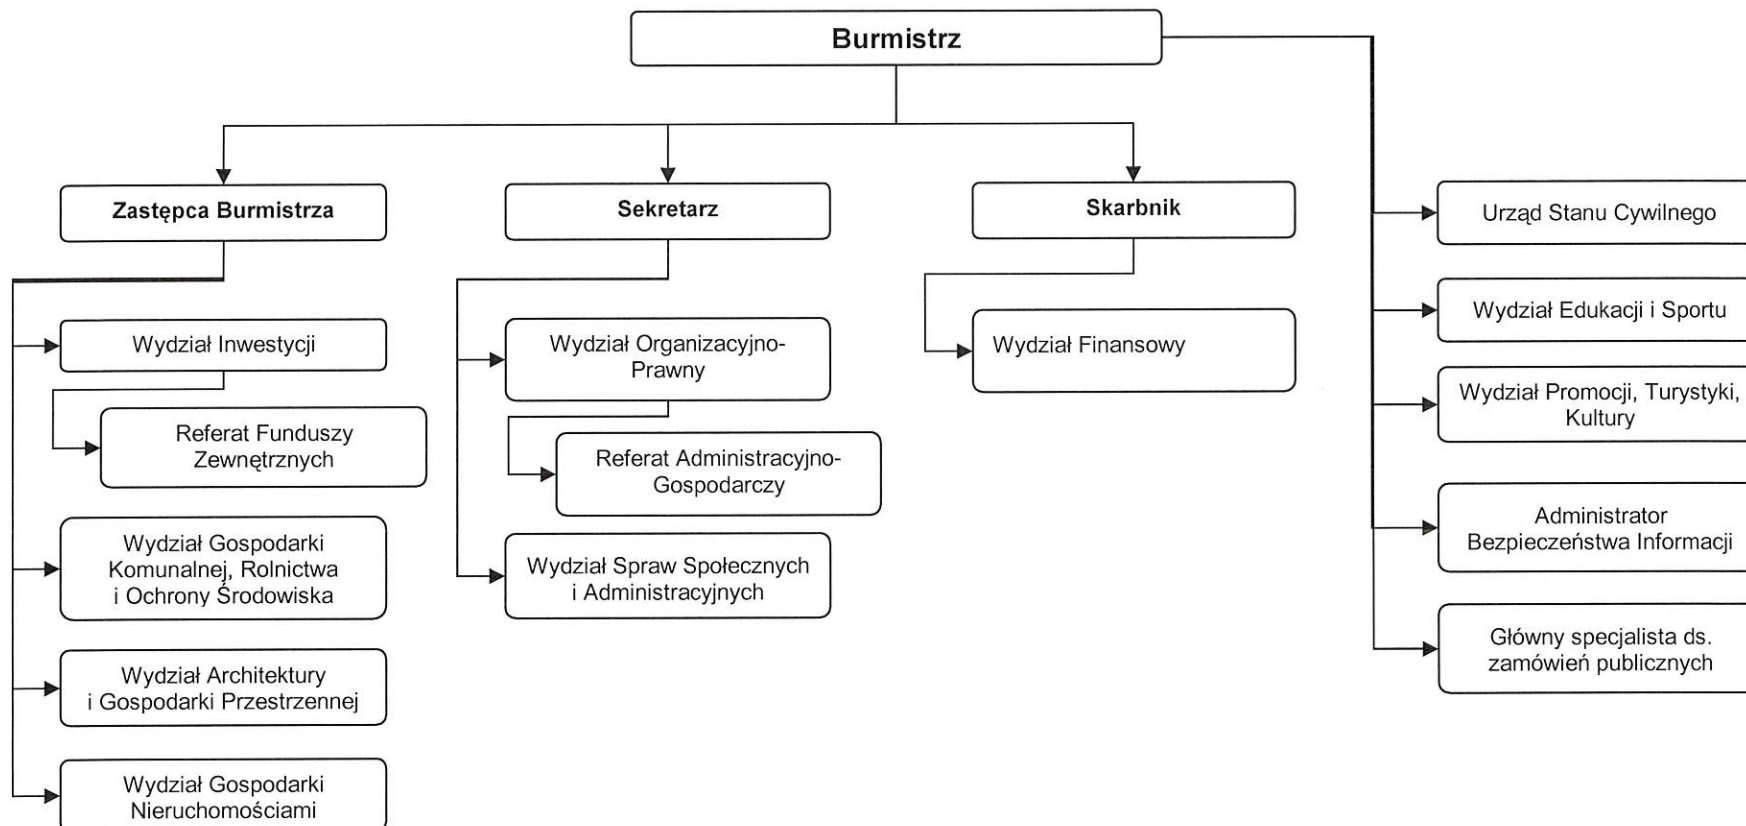 Burmistrz
Zastępca Burmistrza
Sekretarz
Skarbnik
Urząd Stanu Cywilnego
Wydział Edukacji i Sportu
Wydział Promocji, Turystyki,
Kultury
Administrator
Bezpieczeństwa Informacji
Główny specjalista ds.
zamówień publicznych
Wydział Inwestycji
Referat Funduszy
Zewnętrznych
Wydział Gospodarki
Komunalnej, Rolnictwa
i Ochrony Środowiska
Wydział Architektury
i Gospodarki Przestrzennej
Wydział Gospodarki
Nieruchomościami
Wydział Organizacyjno-
Prawny
Referat Administracyjno-
Gospodarczy
Wydział Spraw Społecznych
i Administracyjnych
Wydział Finansowy